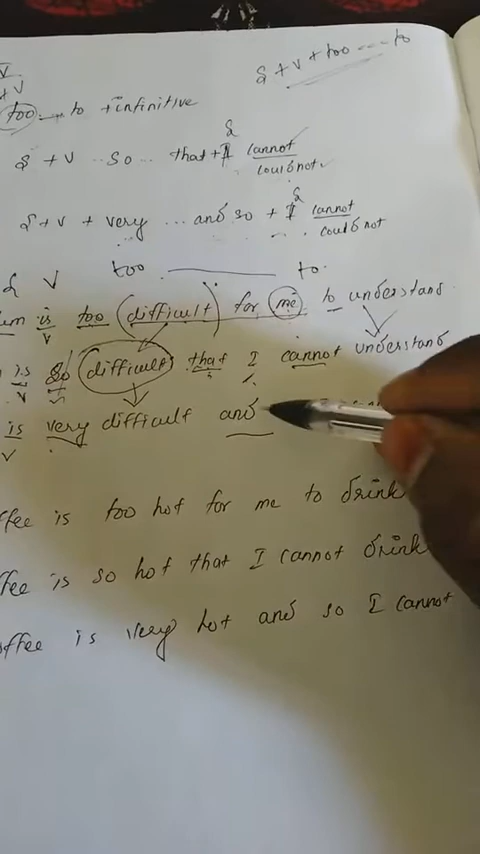 V
+V
S + V + too --- to
too --- to + infinitive
S + V ... so ... that + S cannot
could not.
S + V + very ... and so + S cannot
could not
S V too ______ to.
is too difficult for me to understand
V
is so difficult that I cannot understand
V
is very difficult and
V
ffee is too hot for me to drink
ffee is so hot that I cannot drink
offee is very hot and so I cannot